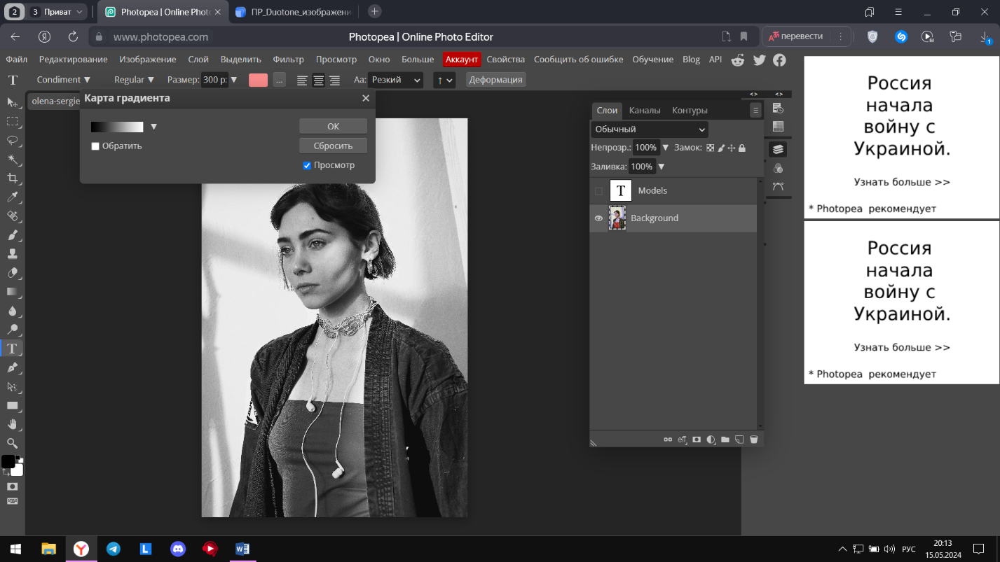 2
3 Приват
Photopea | Online Photo
ПР_Duotone_изображени
www.photopea.com
Photopea | Online Photo Editor
перевести
Файл Редактирование Изображение Слой Выделить Фильтр Просмотр Окно Больше Аккаунт Свойства Сообщить об ошибке Обучение Blog API
T Condiment Regular Размер: 300 p: ... Aa: Резкий Деформация
olena-sergie
Карта градиента
OK
Обратить
Сбросить
Просмотр
T
Слои Каналы Контуры
Обычный
Непрозр.: 100% Замок:
Заливка: 100%
T Models
Background
eff
Россия
начала
войну с
Украиной.
Узнать больше >>
* Photopea рекомендует
Россия
начала
войну с
Украиной.
Узнать больше >>
* Photopea рекомендует
1
L
W
РУС
20:13
15.05.2024